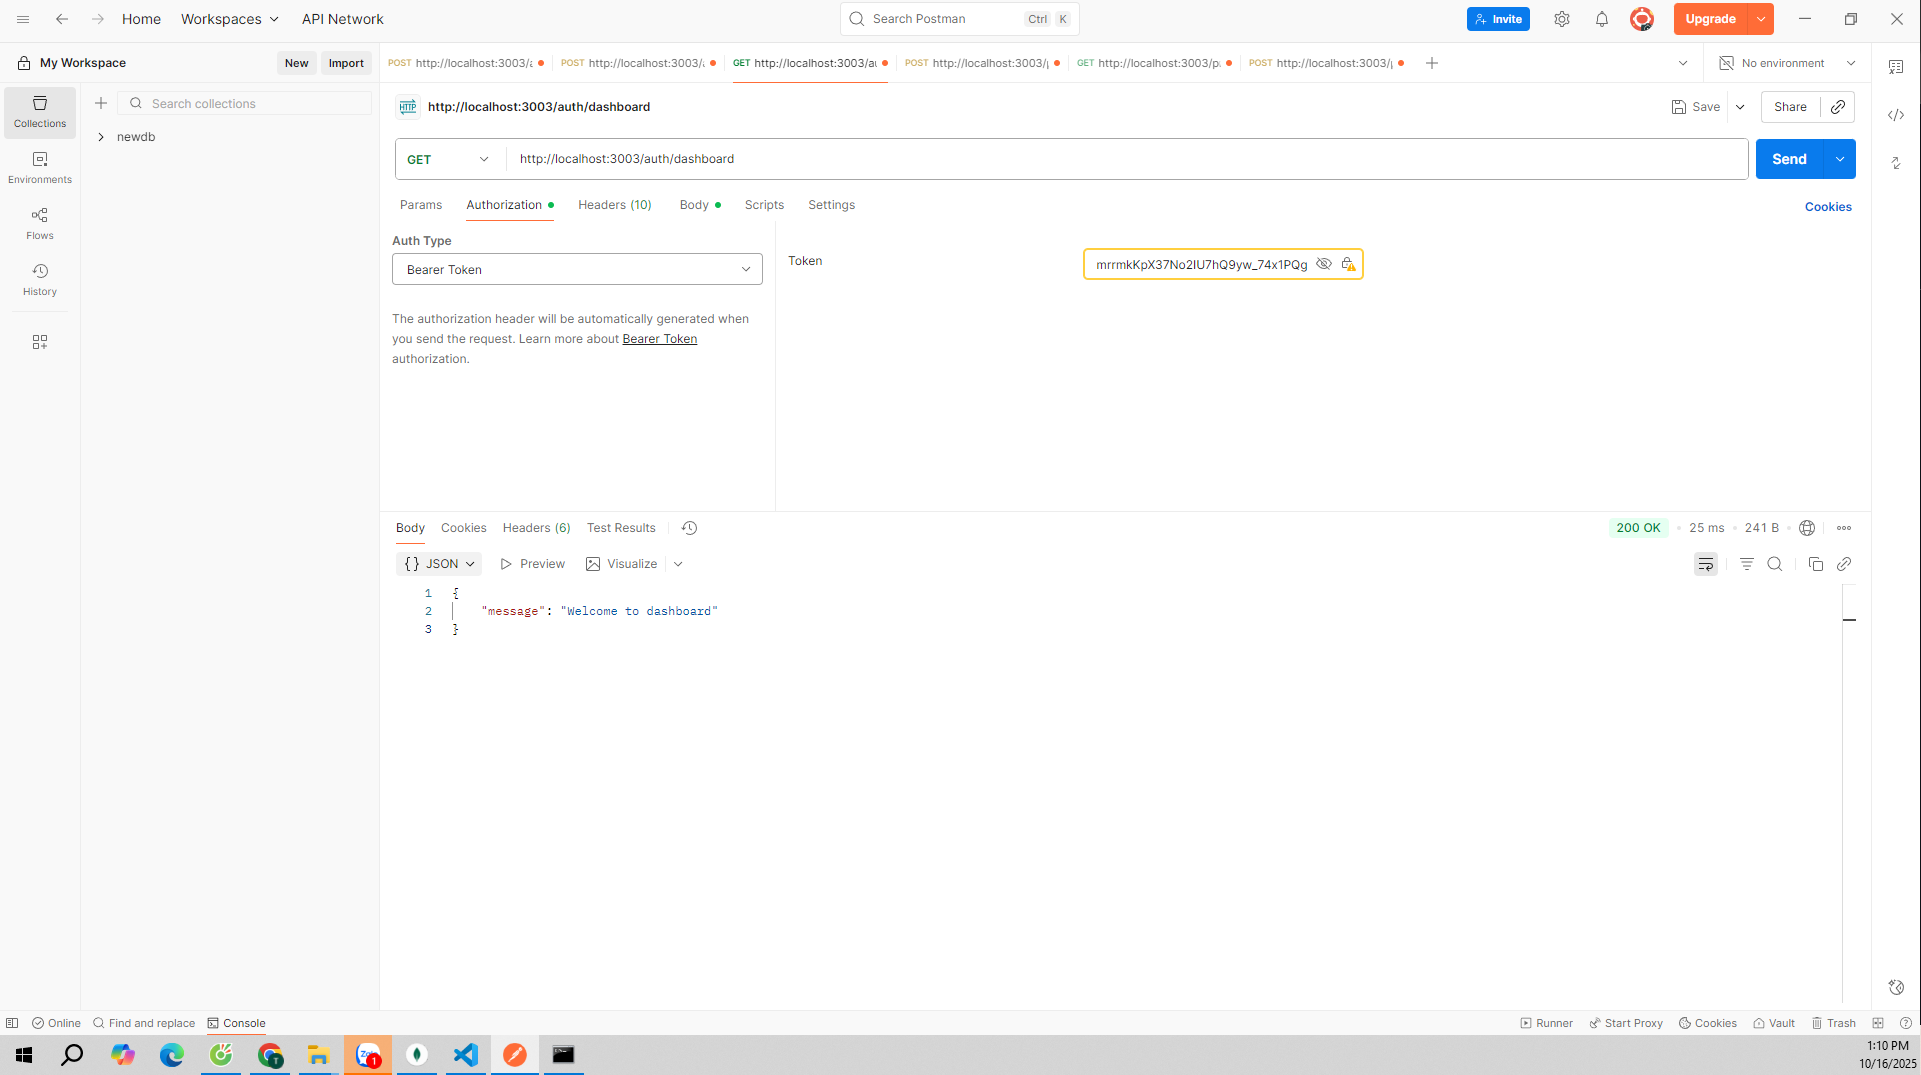 Home Workspaces API Network
Search Postman Ctrl K
Invite
Upgrade
My Workspace
New Import
POST http://localhost:3003/
POST http://localhost:3003/
GET http://localhost:3003/
POST http://localhost:3003/
GET http://localhost:3003/p
POST http://localhost:3003/
No environment
Collections
Environments
Flows
History
Search collections
newdb
HTTP http://localhost:3003/auth/dashboard
Save
Share
GET http://localhost:3003/auth/dashboard
Send
Params Authorization Headers (10) Body Scripts Settings
Cookies
Auth Type
Bearer Token
The authorization header will be automatically generated when
you send the request. Learn more about Bearer Token
authorization.
Token
mrrmkKpX37No2IU7hQ9yw_74x1PQg
Body Cookies Headers (6) Test Results
200 OK • 25 ms • 241 B
{} JSON Preview Visualize
1 {
2 "message": "Welcome to dashboard"
3 }
Online Find and replace Console
Runner Start Proxy Cookies Vault Trash
1
1:10 PM
10/16/2025